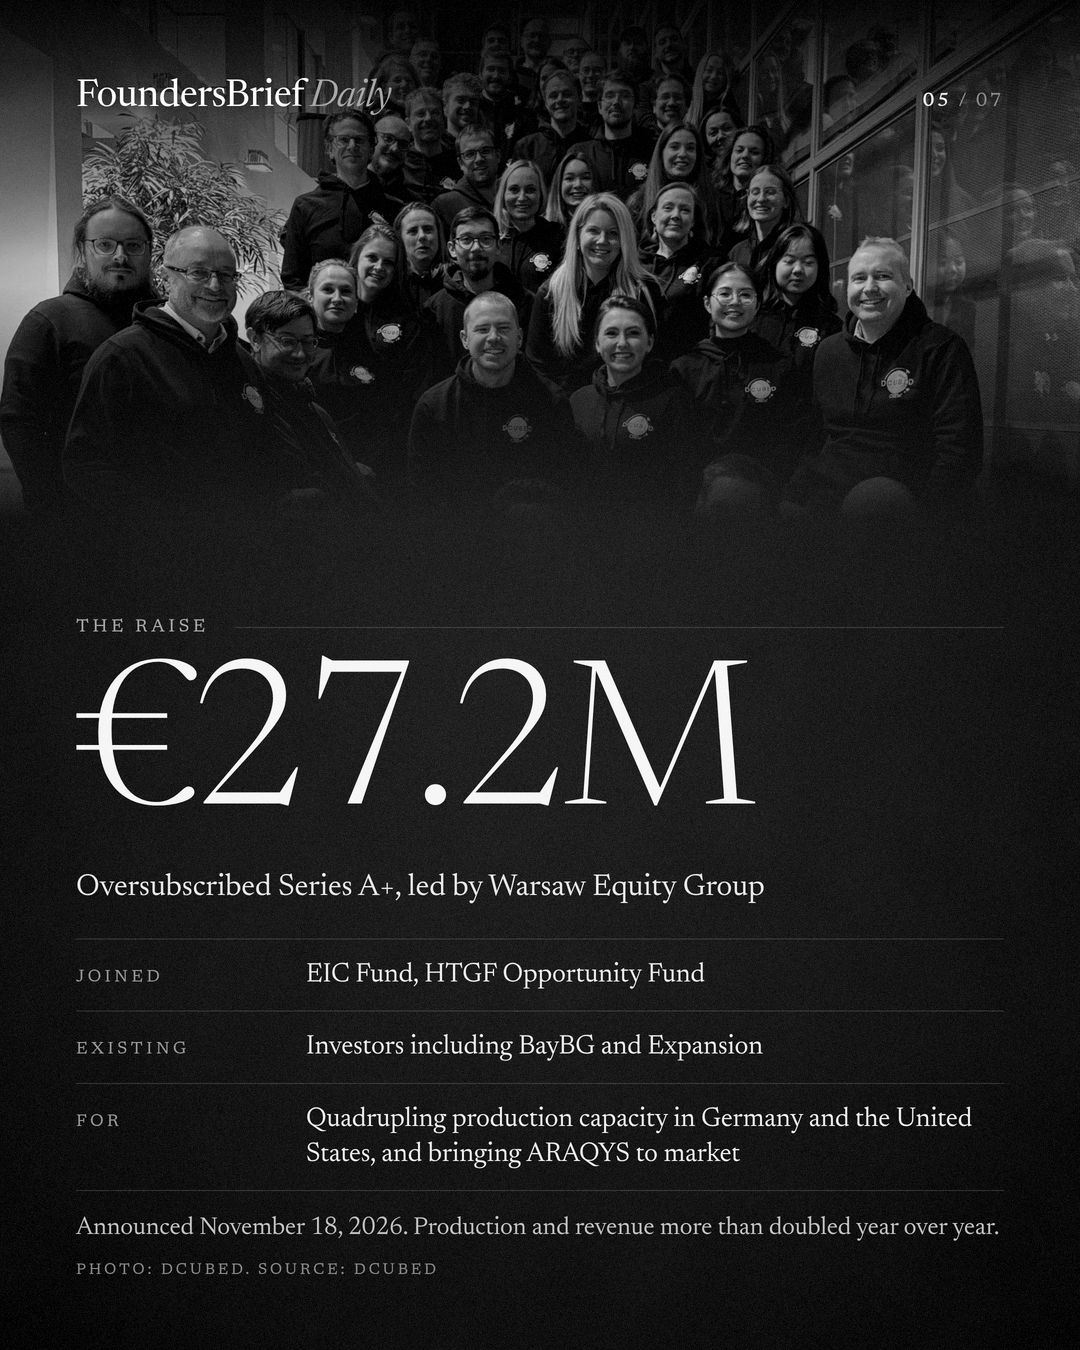 FoundersBrief Daily
05 / 07
DCUBED
THE RAISE
€27.2M
Oversubscribed Series A+, led by Warsaw Equity Group
JOINED
EIC Fund, HTGF Opportunity Fund
EXISTING
Investors including BayBG and Expansion
FOR
Quadrupling production capacity in Germany and the United
States, and bringing ARAQYS to market
Announced November 18, 2026. Production and revenue more than doubled year over year.
PHOTO: DCUBED. SOURCE: DCUBED